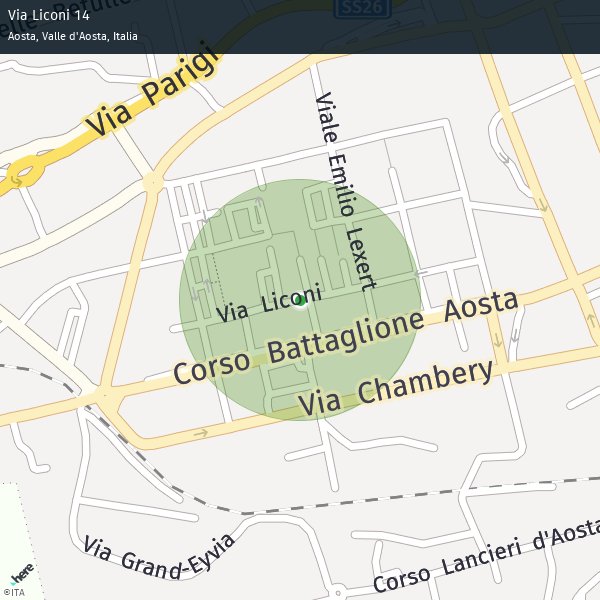 Via Liconi 14
Aosta, Valle d'Aosta, Italia
SS26
Via Parigi
Viale Emilio Lexert
Via Liconi
Corso Battaglione Aosta
Via Chambery
Via Grand-Eyvia
Corso Lancieri d'Aosta
here
©ITA